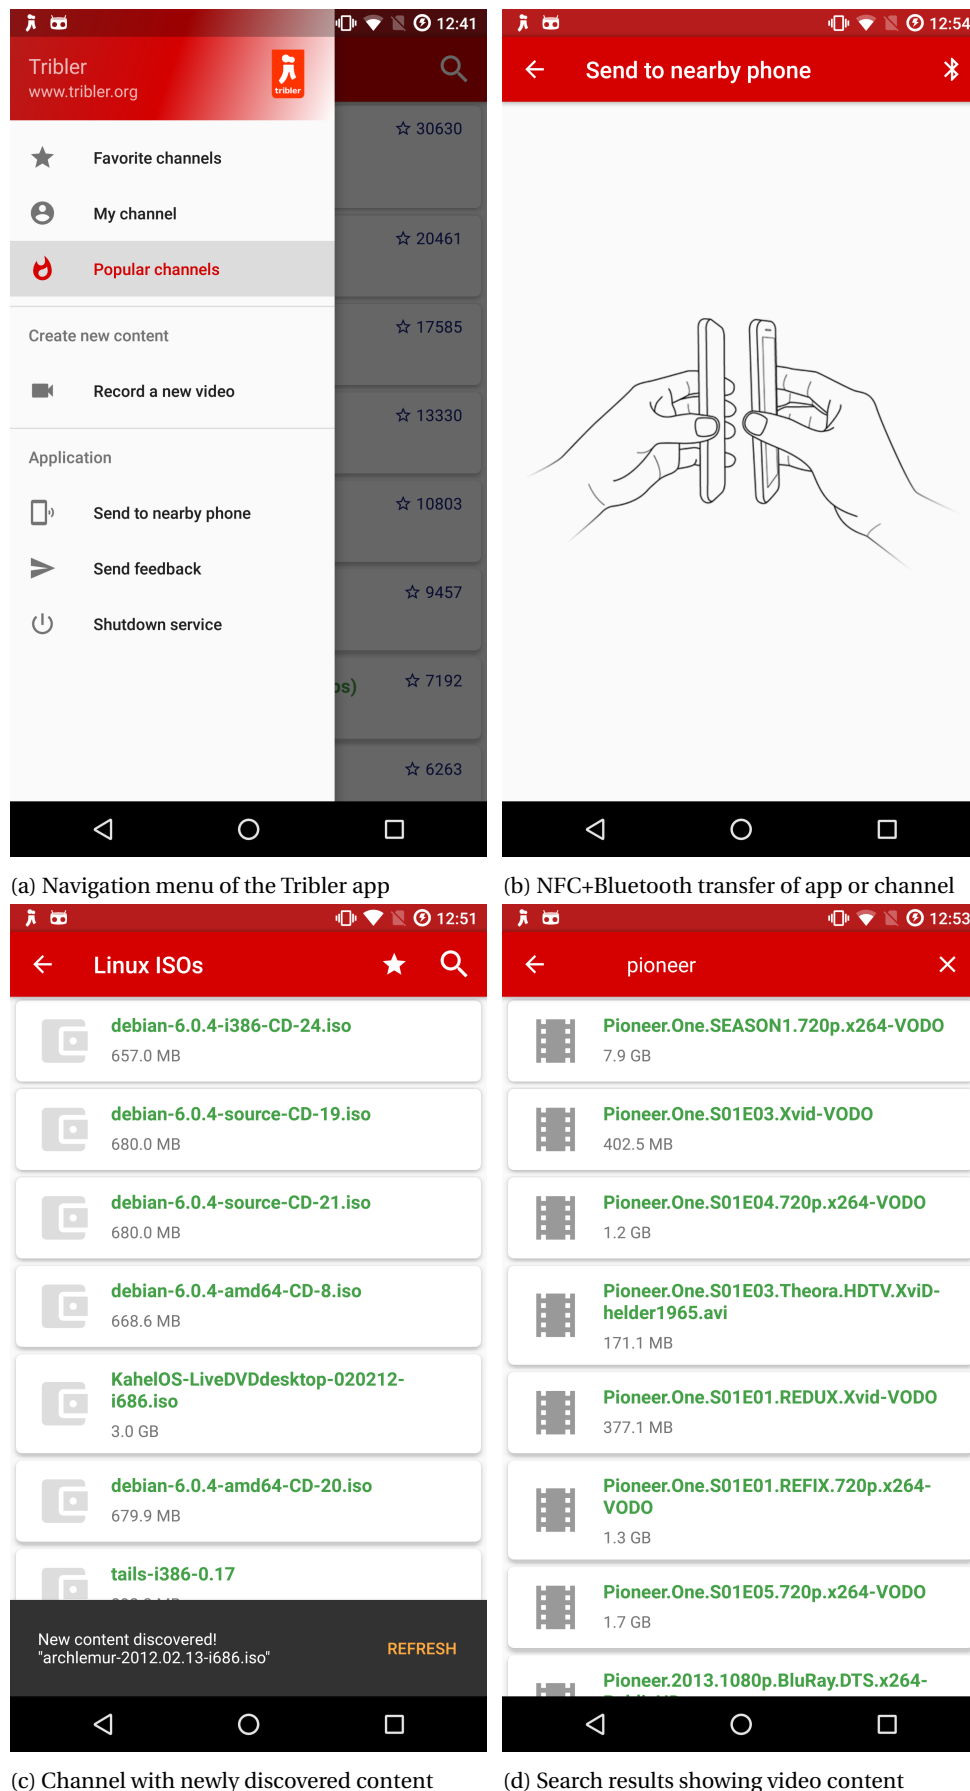 12:41
Tribler
www.tribler.org
tribler
Favorite channels
My channel
Popular channels
Create new content
Record a new video
Application
Send to nearby phone
Send feedback
Shutdown service
30630
20461
17585
13330
10803
9457
os) 7192
6263
(a) Navigation menu of the Tribler app
12:54
Send to nearby phone
(b) NFC+Bluetooth transfer of app or channel
12:51
Linux ISOs
debian-6.0.4-i386-CD-24.iso
657.0 MB
debian-6.0.4-source-CD-19.iso
680.0 MB
debian-6.0.4-source-CD-21.iso
680.0 MB
debian-6.0.4-amd64-CD-8.iso
668.6 MB
KahelOS-LiveDVDdesktop-020212-
i686.iso
3.0 GB
debian-6.0.4-amd64-CD-20.iso
679.9 MB
tails-i386-0.17
New content discovered!
"archlemur-2012.02.13-i686.iso"
REFRESH
(c) Channel with newly discovered content
12:53
pioneer
Pioneer.One.SEASON1.720p.x264-VODO
7.9 GB
Pioneer.One.S01E03.Xvid-VODO
402.5 MB
Pioneer.One.S01E04.720p.x264-VODO
1.2 GB
Pioneer.One.S01E03.Theora.HDTV.XviD-
helder1965.avi
171.1 MB
Pioneer.One.S01E01.REDUX.Xvid-VODO
377.1 MB
Pioneer.One.S01E01.REFIX.720p.x264-
VODO
1.3 GB
Pioneer.One.S01E05.720p.x264-VODO
1.7 GB
Pioneer.2013.1080p.BluRay.DTS.x264-
(d) Search results showing video content